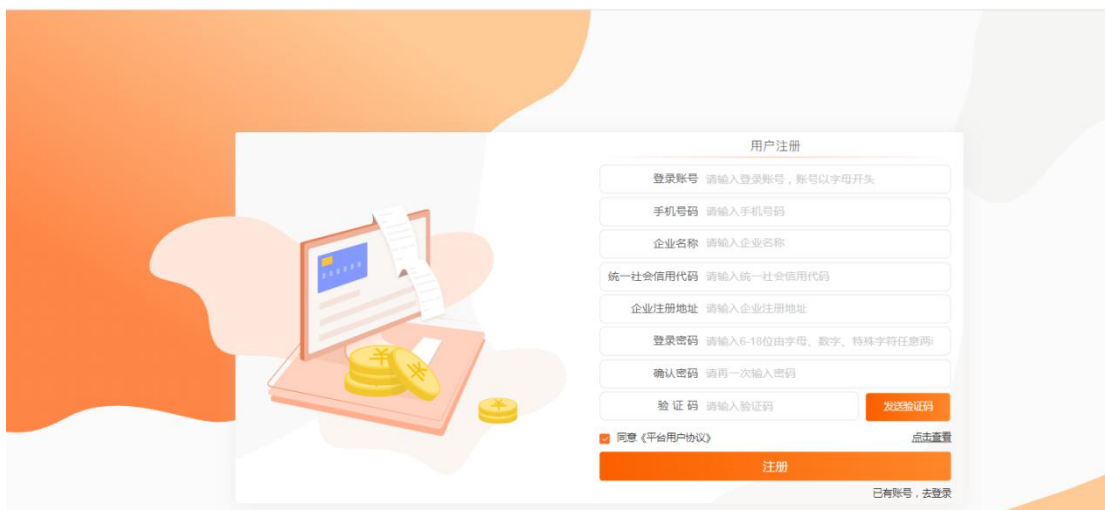 用户注册
登录账号 请输入登录账号，账号以字母开头
手机号码 请输入手机号码
企业名称 请输入企业名称
统一社会信用代码 请输入统一社会信用代码
企业注册地址 请输入企业注册地址
登录密码 请输入6-18位由字母、数字、特殊字符任意两
确认密码 请再一次输入密码
验 证 码 请输入验证码 发送验证码
同意《平台用户协议》 点击查看
注册
已有账号，去登录